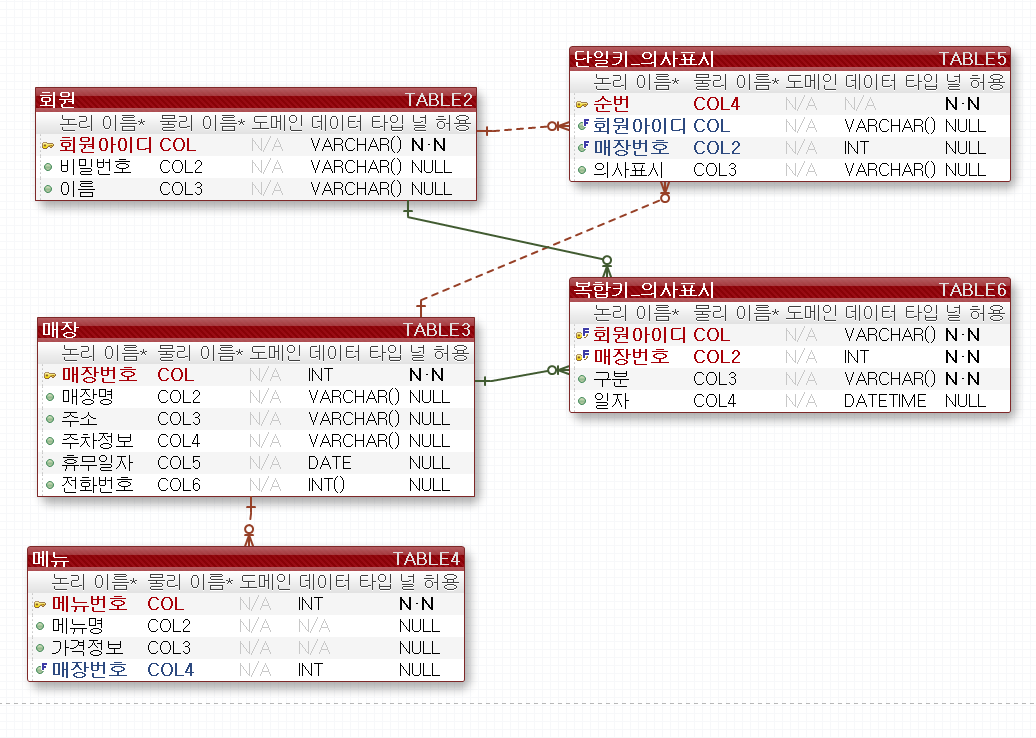 회원 TABLE2
논리 이름* 물리 이름* 도메인 데이터 타입 널 허용
회원아이디 COL N/A VARCHAR() N·N
비밀번호 COL2 N/A VARCHAR() NULL
이름 COL3 N/A VARCHAR() NULL
단일키_의사표시 TABLE5
논리 이름* 물리 이름* 도메인 데이터 타입 널 허용
순번 COL4 N/A N/A N·N
회원아이디 COL N/A VARCHAR() NULL
매장번호 COL2 N/A INT NULL
의사표시 COL3 N/A VARCHAR() NULL
매장 TABLE3
논리 이름* 물리 이름* 도메인 데이터 타입 널 허용
매장번호 COL N/A INT N·N
매장명 COL2 N/A VARCHAR() NULL
주소 COL3 N/A VARCHAR() NULL
주차정보 COL4 N/A VARCHAR() NULL
휴무일자 COL5 N/A DATE NULL
전화번호 COL6 N/A INT() NULL
복합키_의사표시 TABLE6
논리 이름* 물리 이름* 도메인 데이터 타입 널 허용
회원아이디 COL N/A VARCHAR() N·N
매장번호 COL2 N/A INT N·N
구분 COL3 N/A VARCHAR() N·N
일자 COL4 N/A DATETIME NULL
메뉴 TABLE4
논리 이름* 물리 이름* 도메인 데이터 타입 널 허용
메뉴번호 COL N/A INT N·N
메뉴명 COL2 N/A N/A NULL
가격정보 COL3 N/A N/A NULL
매장번호 COL4 N/A INT NULL